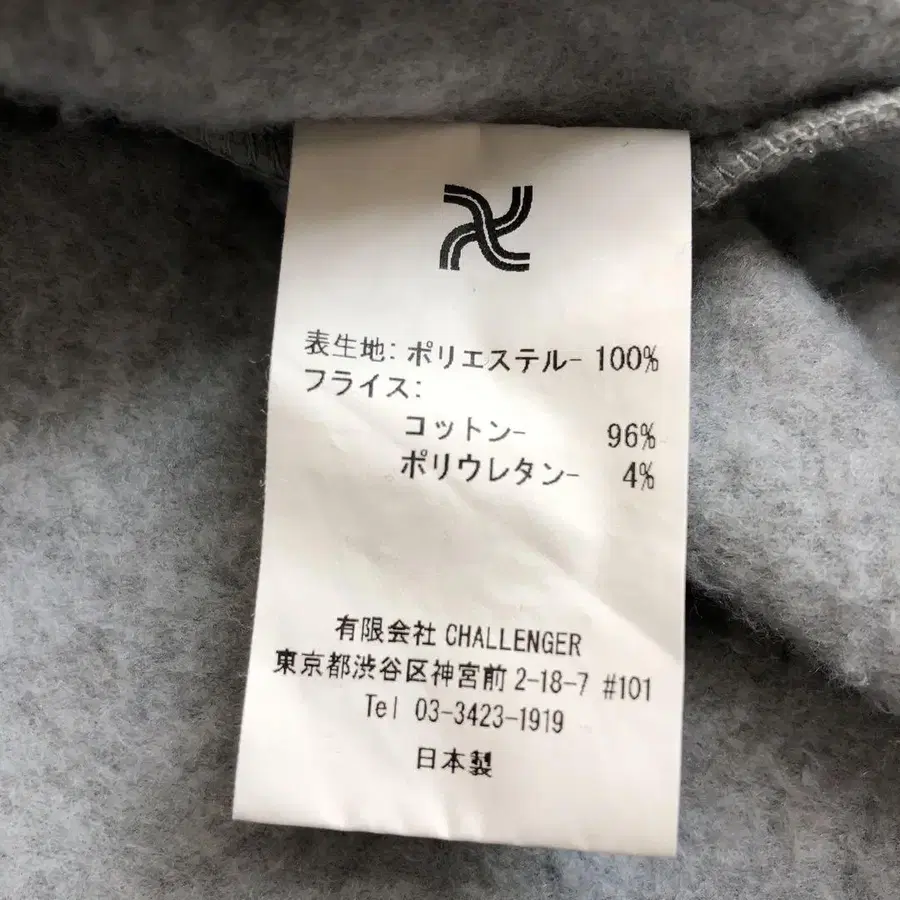 表生地: ポリエステル- 100%
フライス:
コットン- 96%
ポリウレタン- 4%
有限会社 CHALLENGER
東京都渋谷区神宮前 2-18-7 #101
Tel 03-3423-1919
日本製